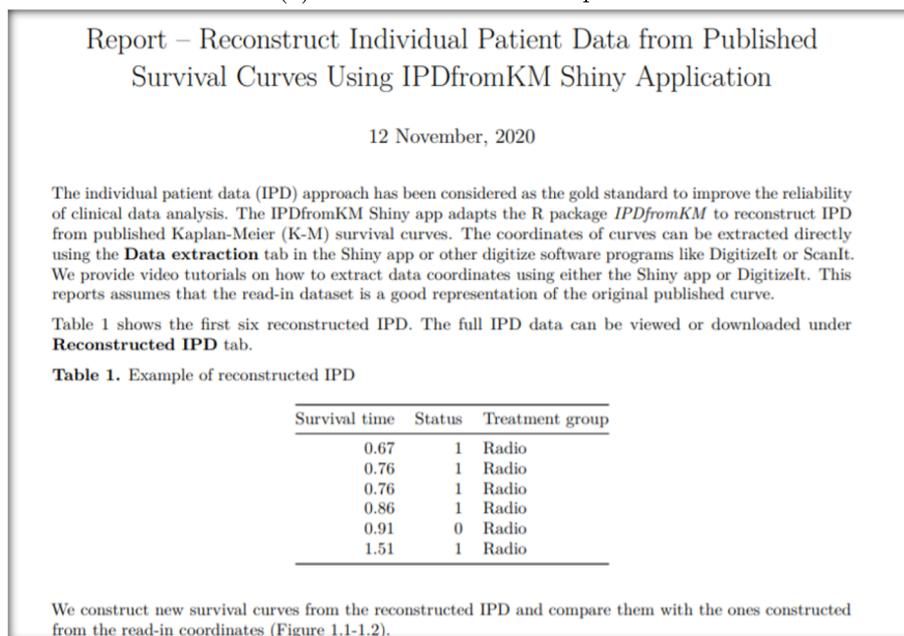 Report – Reconstruct Individual Patient Data from Published
Survival Curves Using IPDfromKM Shiny Application
12 November, 2020
The individual patient data (IPD) approach has been considered as the gold standard to improve the reliability
of clinical data analysis. The IPDfromKM Shiny app adapts the R package IPDfromKM to reconstruct IPD
from published Kaplan-Meier (K-M) survival curves. The coordinates of curves can be extracted directly
using the Data extraction tab in the Shiny app or other digitize software programs like DigitizeIt or ScanIt.
We provide video tutorials on how to extract data coordinates using either the Shiny app or DigitizeIt. This
reports assumes that the read-in dataset is a good representation of the original published curve.
Table 1 shows the first six reconstructed IPD. The full IPD data can be viewed or downloaded under
Reconstructed IPD tab.
Table 1. Example of reconstructed IPD
Survival time Status Treatment group
0.67 1 Radio
0.76 1 Radio
0.76 1 Radio
0.86 1 Radio
0.91 0 Radio
1.51 1 Radio
We construct new survival curves from the reconstructed IPD and compare them with the ones constructed
from the read-in coordinates (Figure 1.1-1.2).